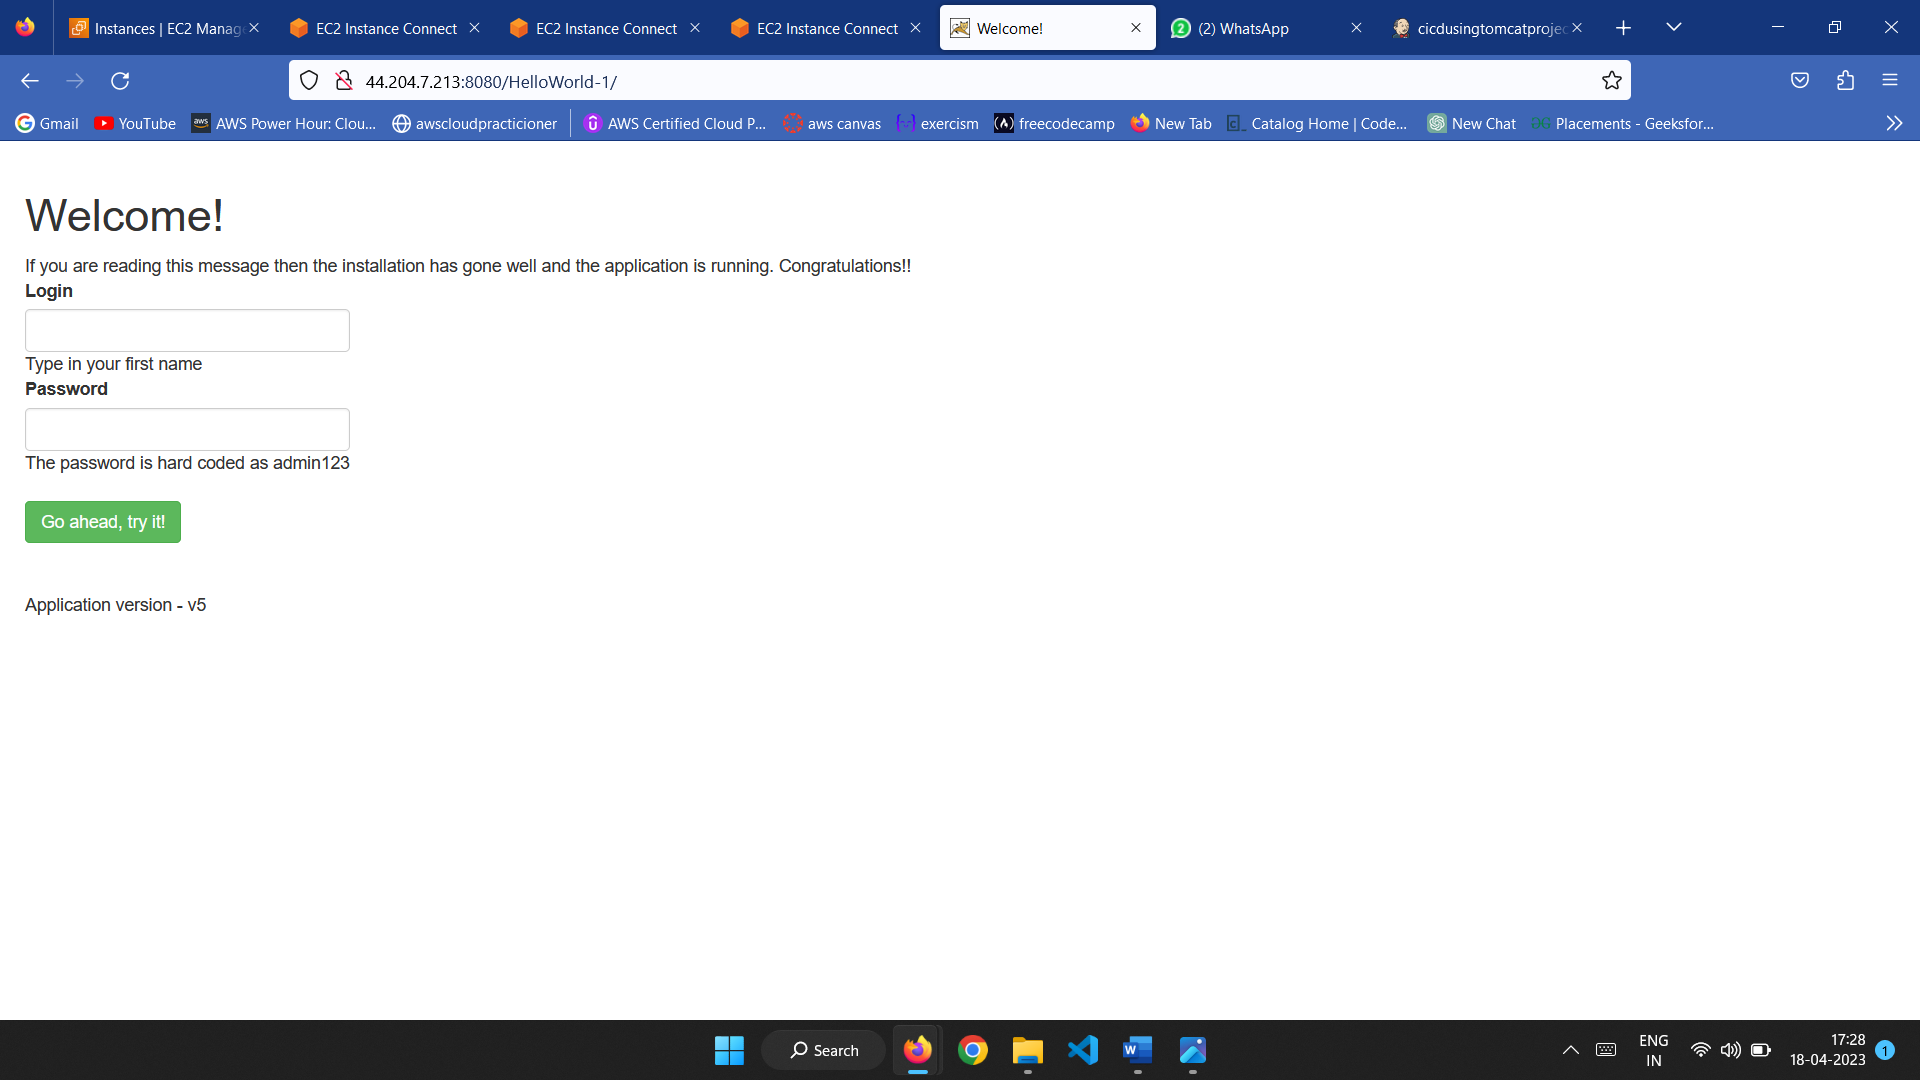 Instances | EC2 Manag
EC2 Instance Connect
EC2 Instance Connect
EC2 Instance Connect
Welcome!
(2) WhatsApp
cicdusingtomcatprojec
44.204.7.213:8080/HelloWorld-1/
Gmail
YouTube
AWS Power Hour: Clou...
awscloudpracticioner
AWS Certified Cloud P...
aws canvas
exercism
freecodecamp
New Tab
Catalog Home | Code...
New Chat
Placements - Geeksfor...
Welcome!
If you are reading this message then the installation has gone well and the application is running. Congratulations!!
Login
Type in your first name
Password
The password is hard coded as admin123
Go ahead, try it!
Application version - v5
Search
ENG
IN
17:28
18-04-2023
1